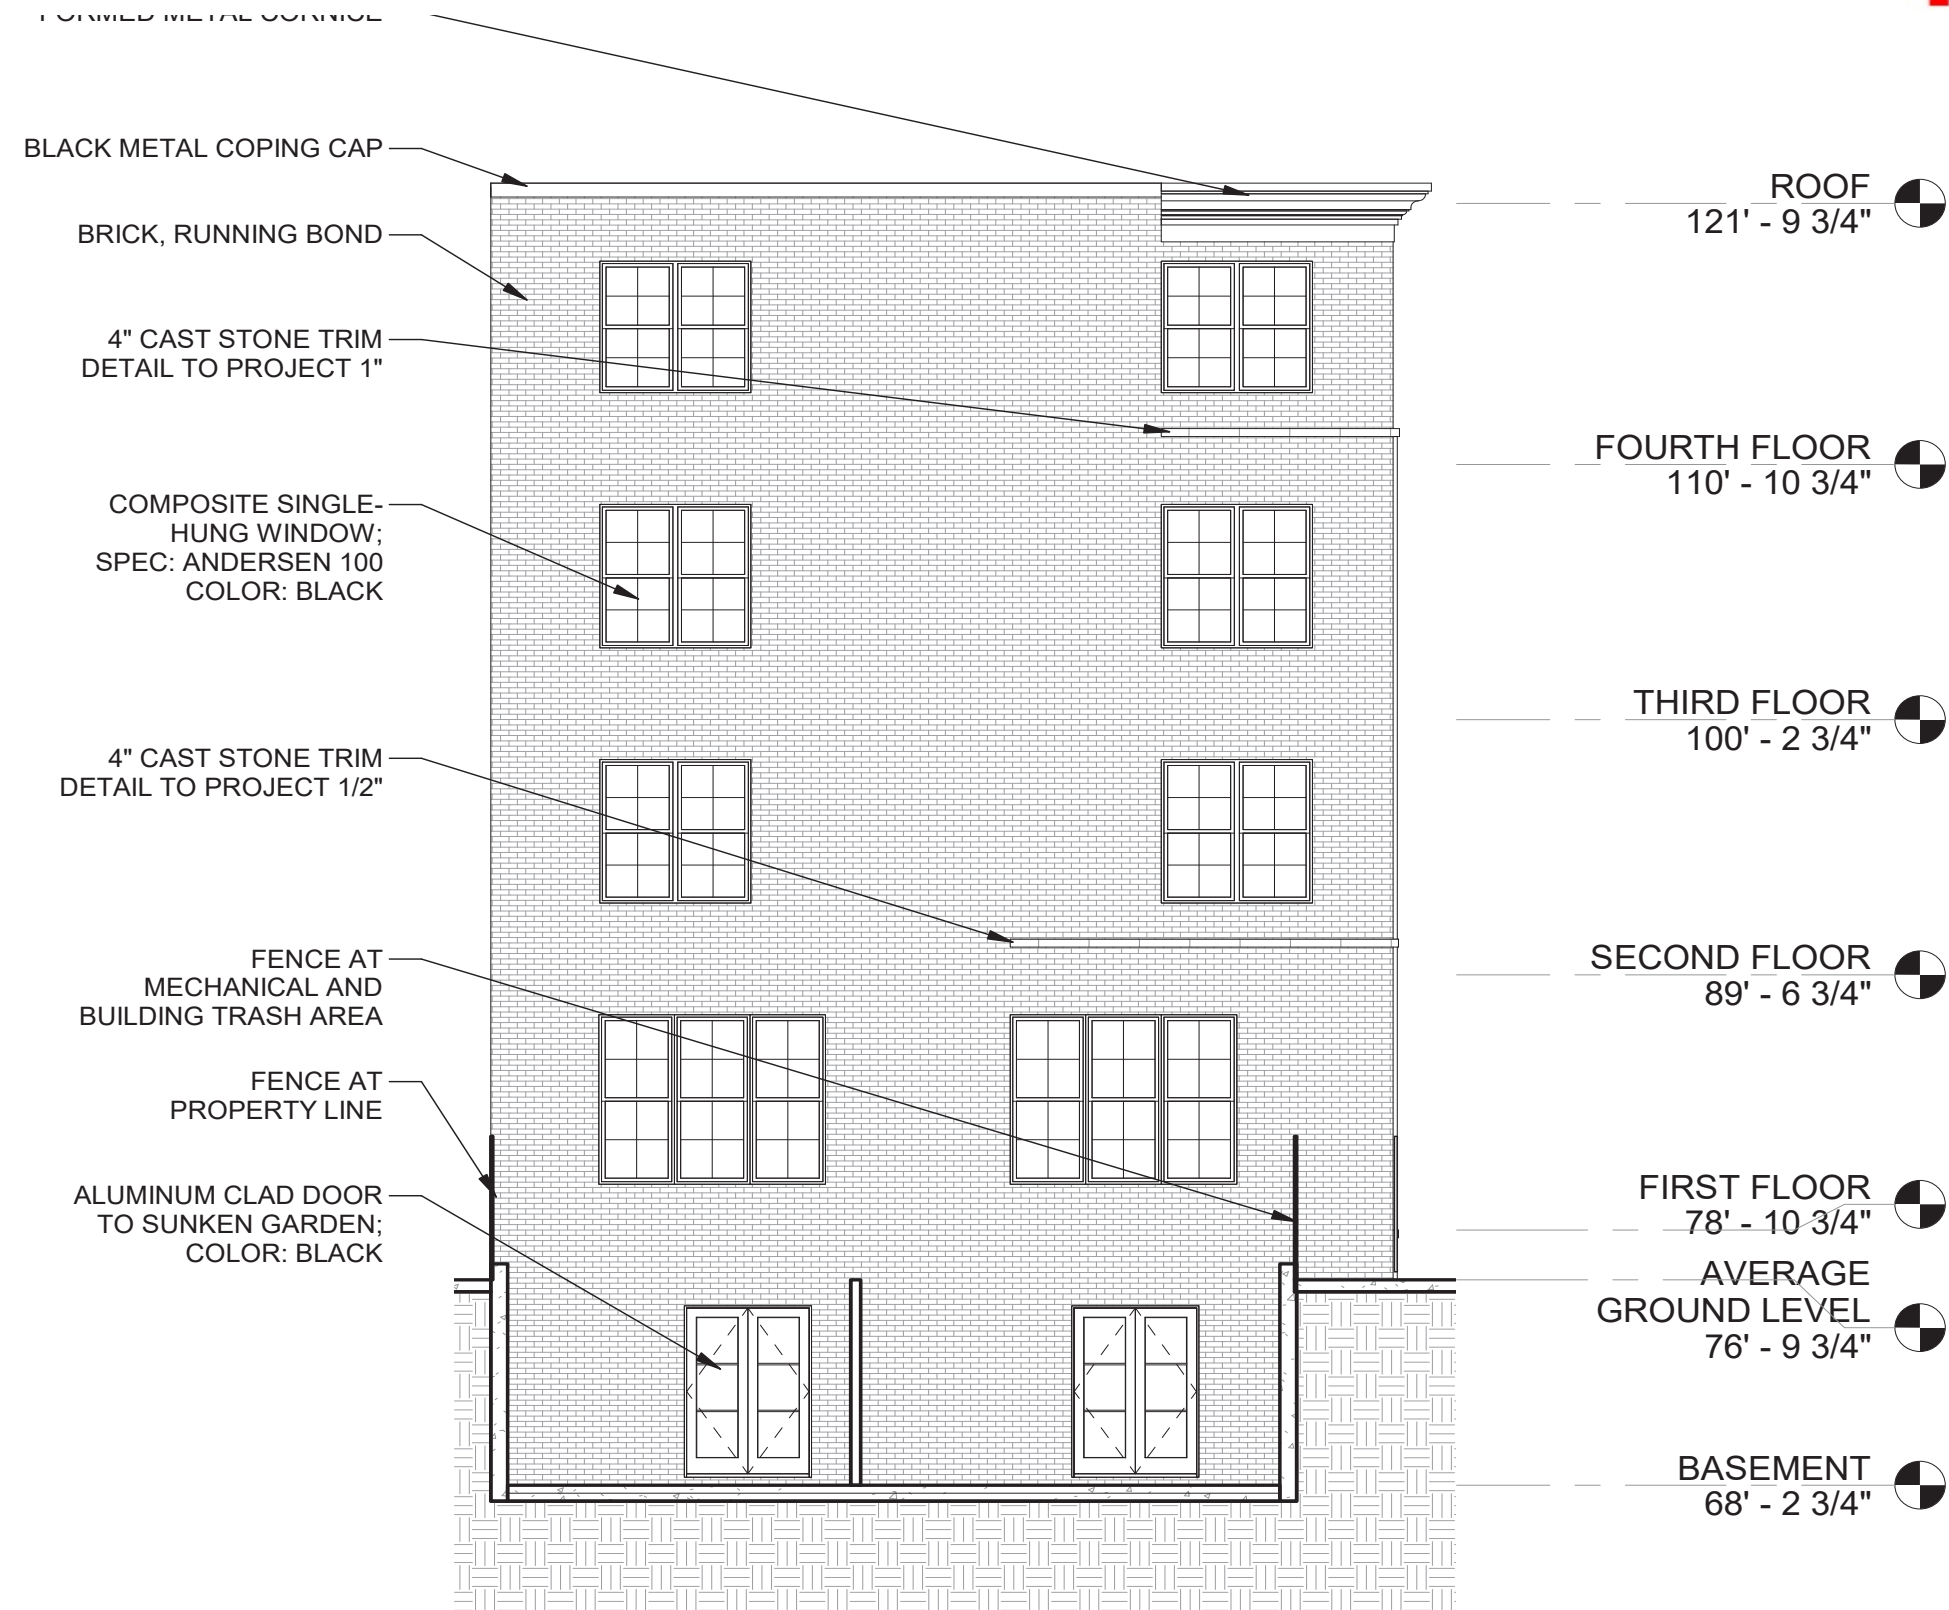 FORMED METAL CORNICE
BLACK METAL COPING CAP
BRICK, RUNNING BOND
4" CAST STONE TRIM
DETAIL TO PROJECT 1"
COMPOSITE SINGLE-
HUNG WINDOW;
SPEC: ANDERSEN 100
COLOR: BLACK
4" CAST STONE TRIM
DETAIL TO PROJECT 1/2"
FENCE AT
MECHANICAL AND
BUILDING TRASH AREA
FENCE AT
PROPERTY LINE
ALUMINUM CLAD DOOR
TO SUNKEN GARDEN;
COLOR: BLACK
ROOF
121' - 9 3/4"
FOURTH FLOOR
110' - 10 3/4"
THIRD FLOOR
100' - 2 3/4"
SECOND FLOOR
89' - 6 3/4"
FIRST FLOOR
78' - 10 3/4"
AVERAGE
GROUND LEVEL
76' - 9 3/4"
BASEMENT
68' - 2 3/4"